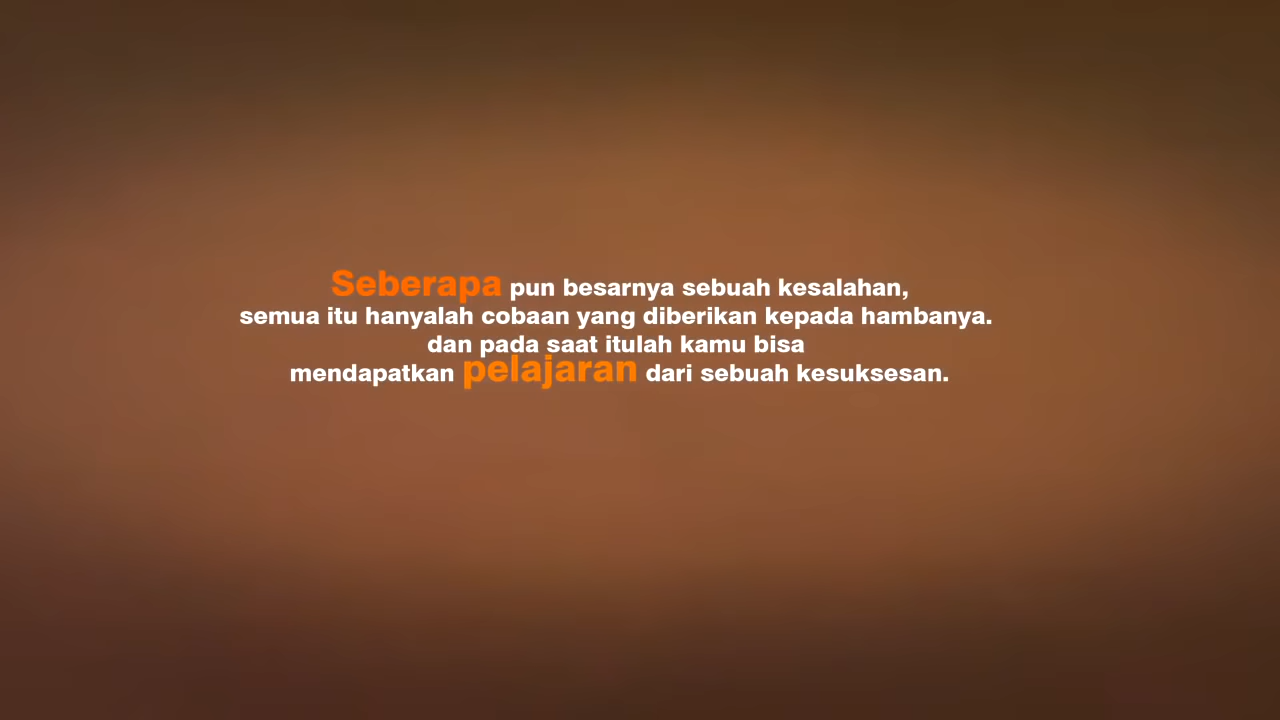 Seberapa pun besarnya sebuah kesalahan,
semua itu hanyalah cobaan yang diberikan kepada hambanya.
dan pada saat itulah kamu bisa
mendapatkan pelajaran dari sebuah kesuksesan.